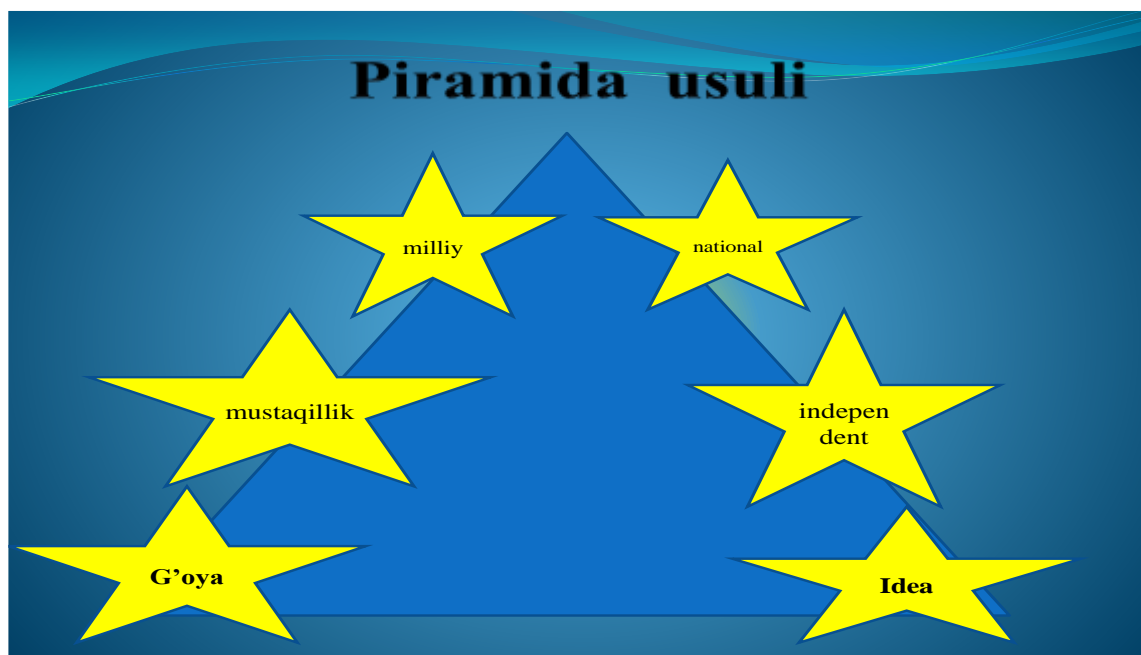 Piramida usuli
milliy
national
mustaqillik
indepen
dent
G’oya
Idea